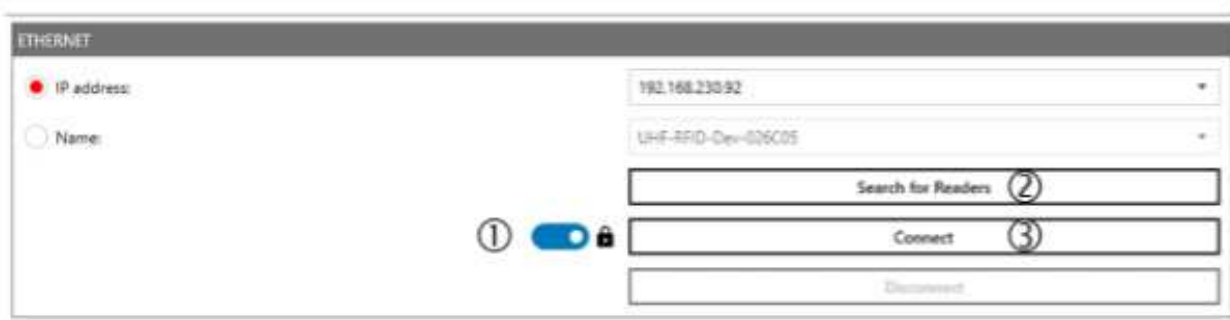 ETHERNET
IP address:
192.168.230.92
Name:
UHF-RFID-Dev-026C05
Search for Readers ②
① Connect ③
Disconnect